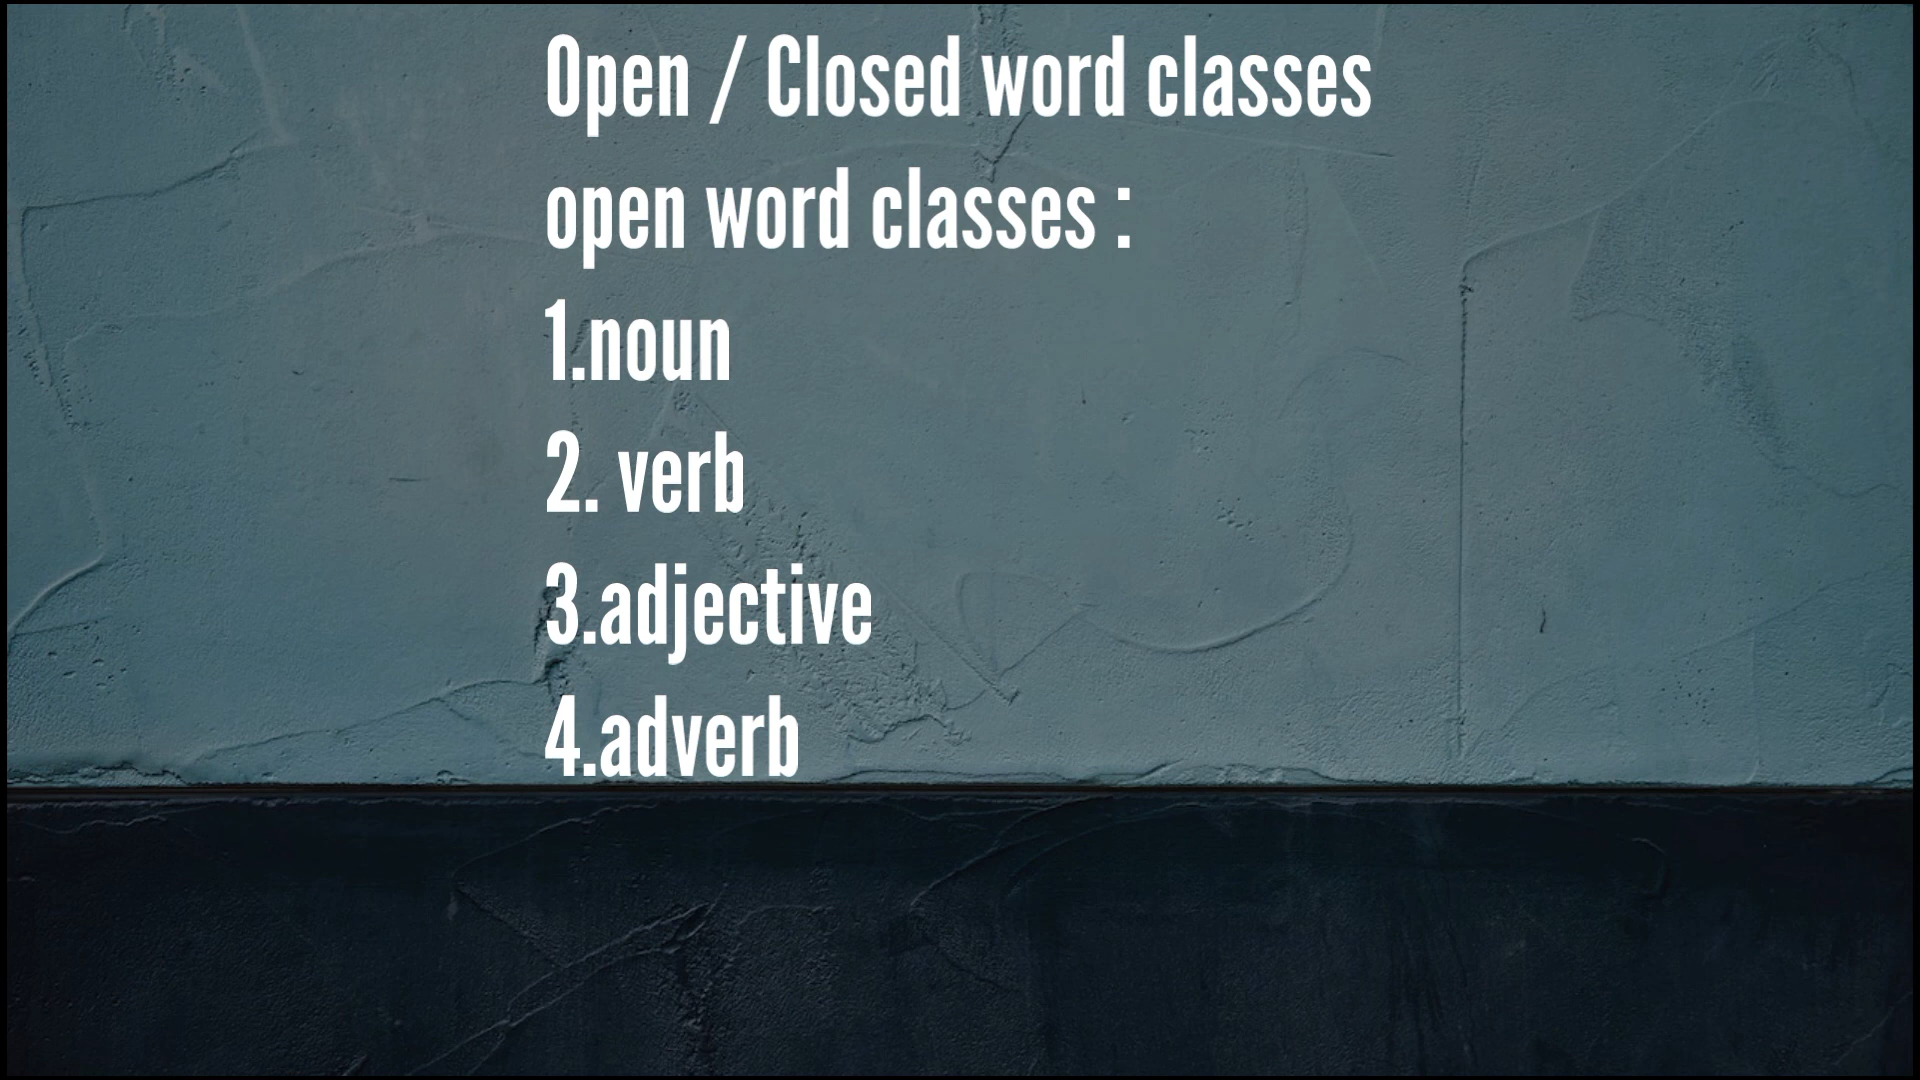 Open / Closed word classes
open word classes :
1.noun
2. verb
3.adjective
4.adverb